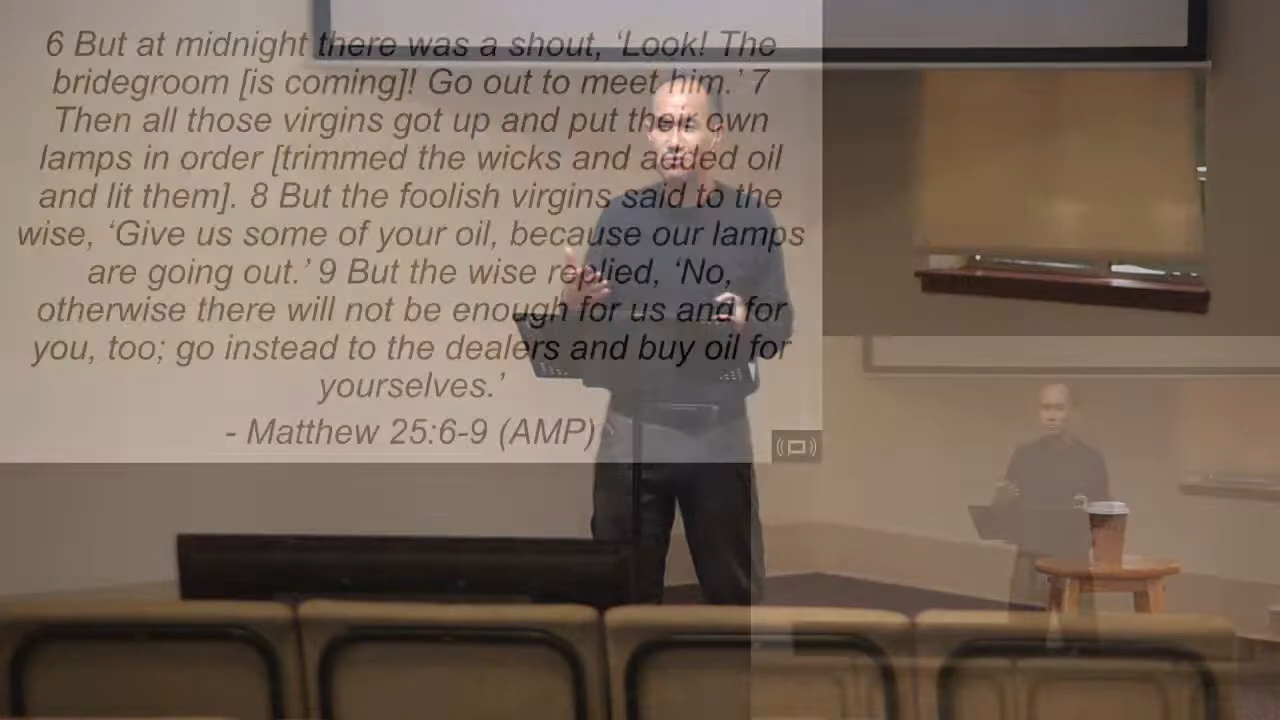 6 But at midnight there was a shout, ‘Look! The
bridegroom [is coming]! Go out to meet him.’ 7
Then all those virgins got up and put their own
lamps in order [trimmed the wicks and added oil
and lit them]. 8 But the foolish virgins said to the
wise, ‘Give us some of your oil, because our lamps
are going out.’ 9 But the wise replied, ‘No,
otherwise there will not be enough for us and for
you, too; go instead to the dealers and buy oil for
yourselves.’
- Matthew 25:6-9 (AMP)